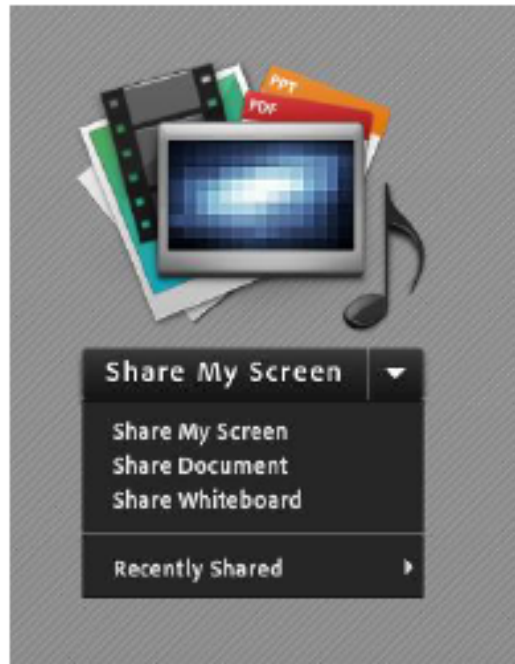 PPT
PDF
Share My Screen
Share My Screen
Share Document
Share Whiteboard
Recently Shared